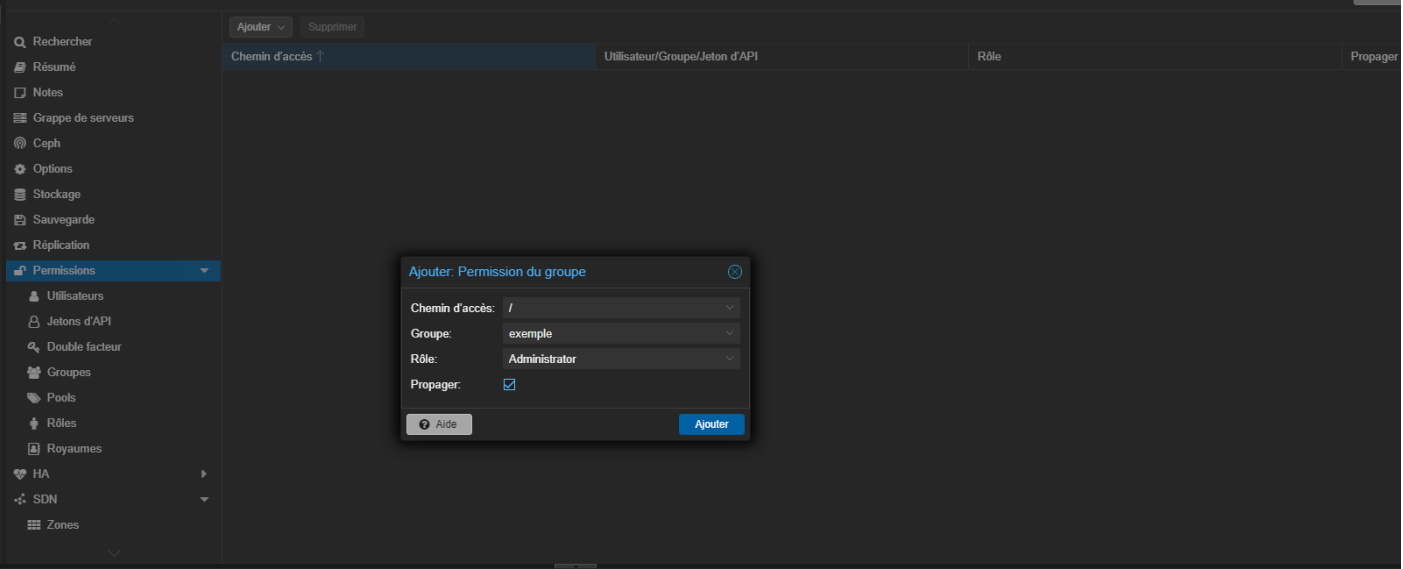 Ajouter
Supprimer
Chemin d'accès
Utilisateur/Groupe/Jeton d'API
Rôle
Propager
Rechercher
Résumé
Notes
Grappe de serveurs
Ceph
Options
Stockage
Sauvegarde
Réplication
Permissions
Utilisateurs
Jetons d'API
Double facteur
Groupes
Pools
Rôles
Royaumes
HA
SDN
Zones
Ajouter: Permission du groupe
Chemin d'accès: /
Groupe: exemple
Rôle: Administrator
Propager:
Aide
Ajouter